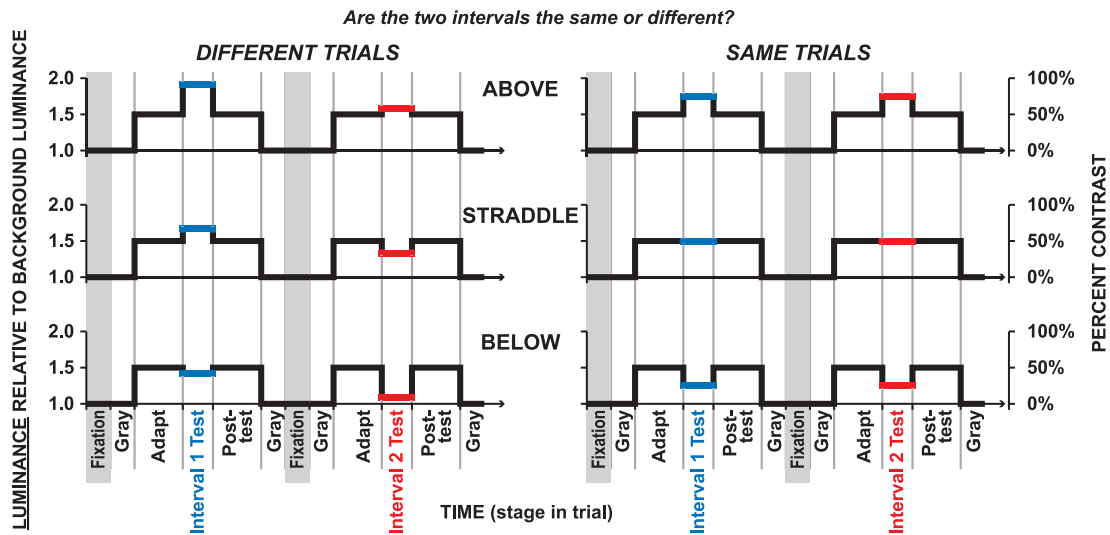 Are the two intervals the same or different?
DIFFERENT TRIALS
SAME TRIALS
LUMINANCE RELATIVE TO BACKGROUND LUMINANCE
2.0
1.5
1.0
ABOVE
100%
50%
0%
2.0
1.5
1.0
STRADDLE
100%
50%
0%
2.0
1.5
1.0
BELOW
100%
50%
0%
PERCENT CONTRAST
Fixation
Gray
Adapt
Interval 1 Test
Post-
test
Gray
Fixation
Gray
Adapt
Interval 2 Test
Post-
test
Gray
Fixation
Gray
Adapt
Interval 1 Test
Post-
test
Gray
Fixation
Gray
Adapt
Interval 2 Test
Post-
test
Gray
TIME (stage in trial)